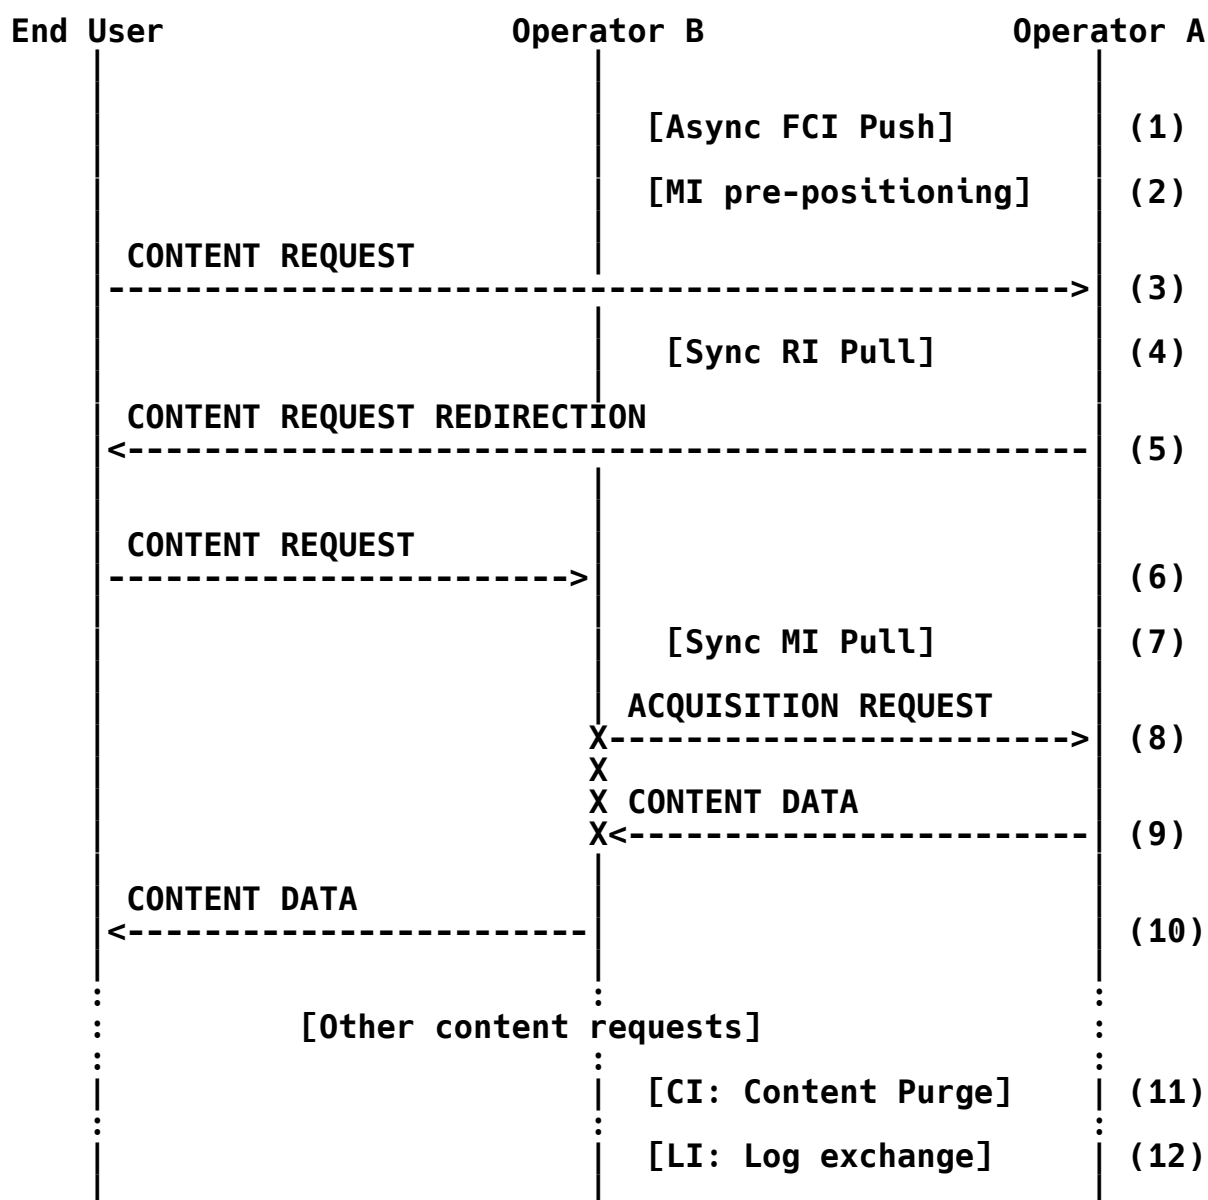 End User Operator B Operator A
[Async FCI Push] (1)
[MI pre-positioning] (2)
CONTENT REQUEST
-------------------------------------------------->  (3)
[Sync RI Pull] (4)
CONTENT REQUEST REDIRECTION
<-------------------------------------------------- (5)
CONTENT REQUEST
------------------------> (6)
[Sync MI Pull] (7)
ACQUISITION REQUEST
X------------------------> (8)
X
X CONTENT DATA
X<------------------------ (9)
CONTENT DATA
<------------------------ (10)
[Other content requests]
[CI: Content Purge] (11)
[LI: Log exchange] (12)